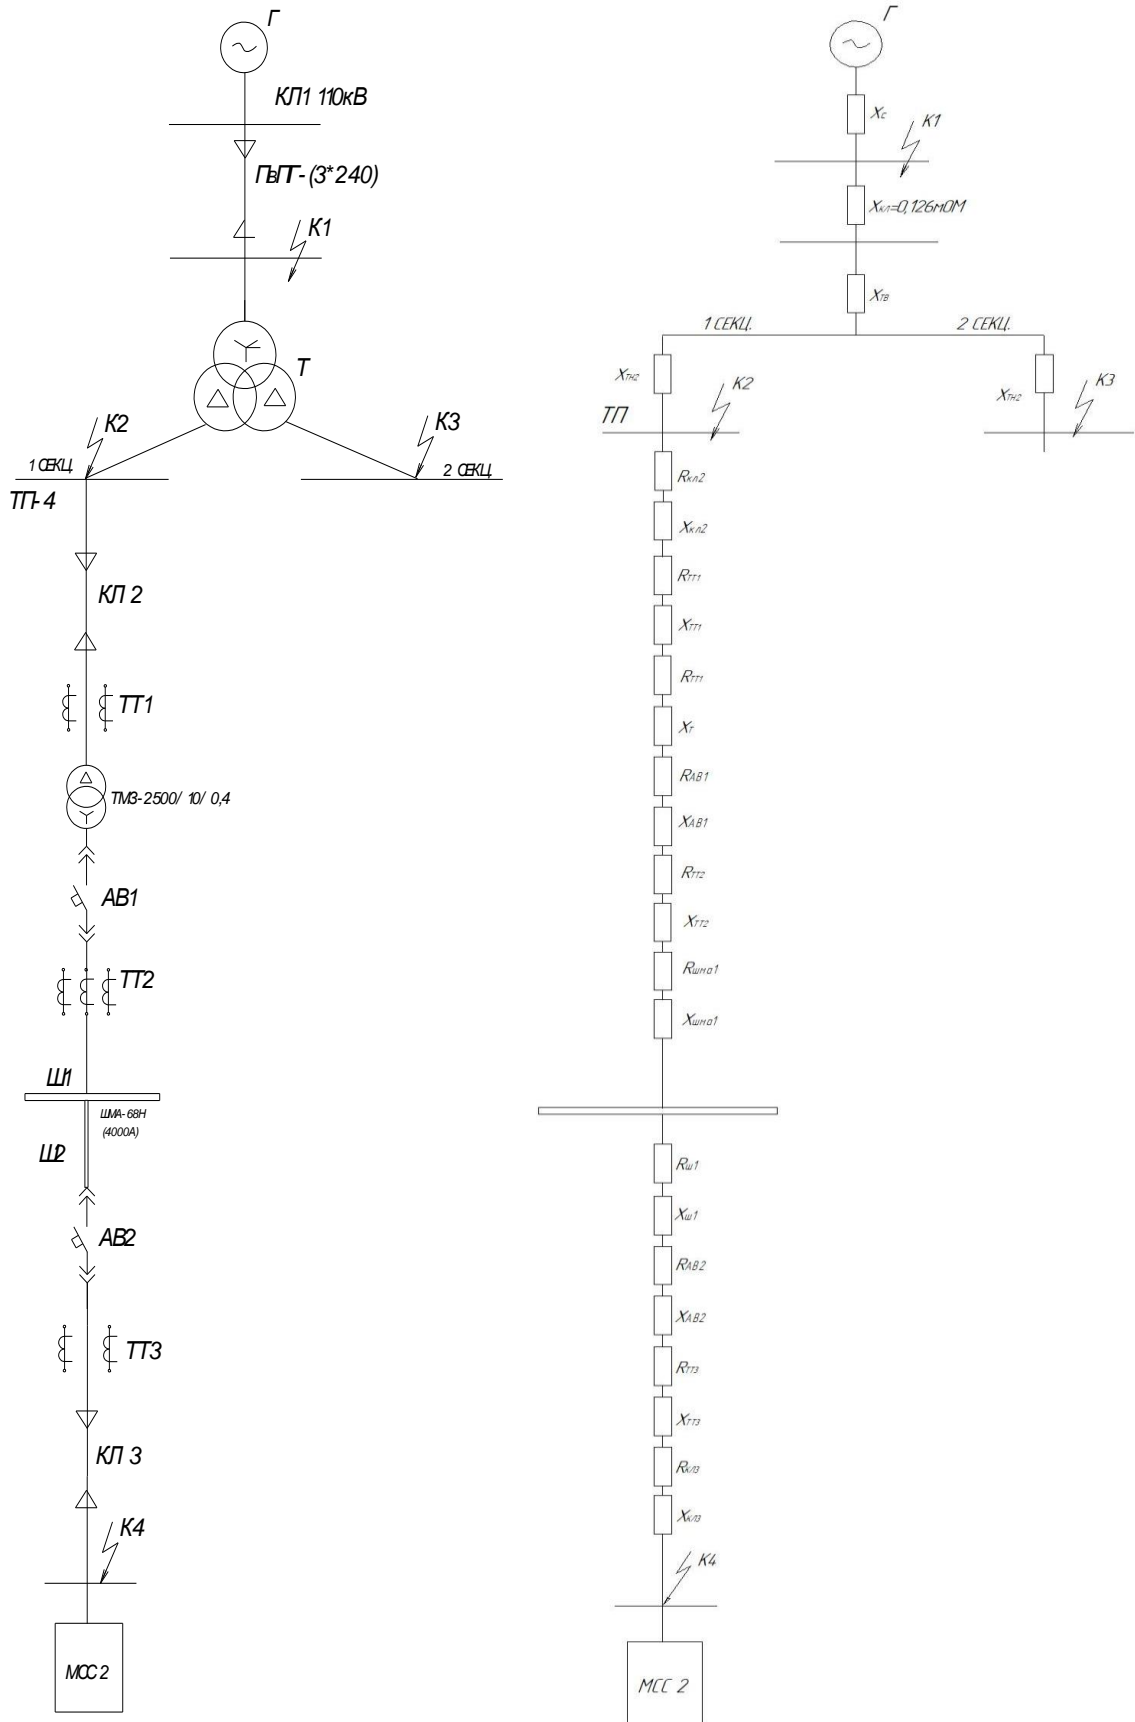 Г
КЛ1 110кВ
ПвПГ-(3*240)
К1
Т
К2
К3
1 СЕКЦ.
2 СЕКЦ.
ТП-4
КЛ 2
ТТ1
ТМЗ-2500/ 10/ 0,4
АВ1
ТТ2
Ш1
ШМА-68Н
(4000А)
Ш2
АВ2
ТТ3
КЛ 3
К4
МСС 2
Г
Xс
К1
Xкл=0,126мОМ
Xтв
1 СЕКЦ.
2 СЕКЦ.
Xтн2
К2
Xтн2
К3
ТП
Rкл2
Xкл2
Rтт1
Xтт1
Rтт1
Xт
RАВ1
XАВ1
Rтт2
Xтт2
Rшма1
Xшма1
Rш1
Xш1
RАВ2
XАВ2
Rтт3
Xтт3
Rкл3
Xкл3
К4
МСС 2